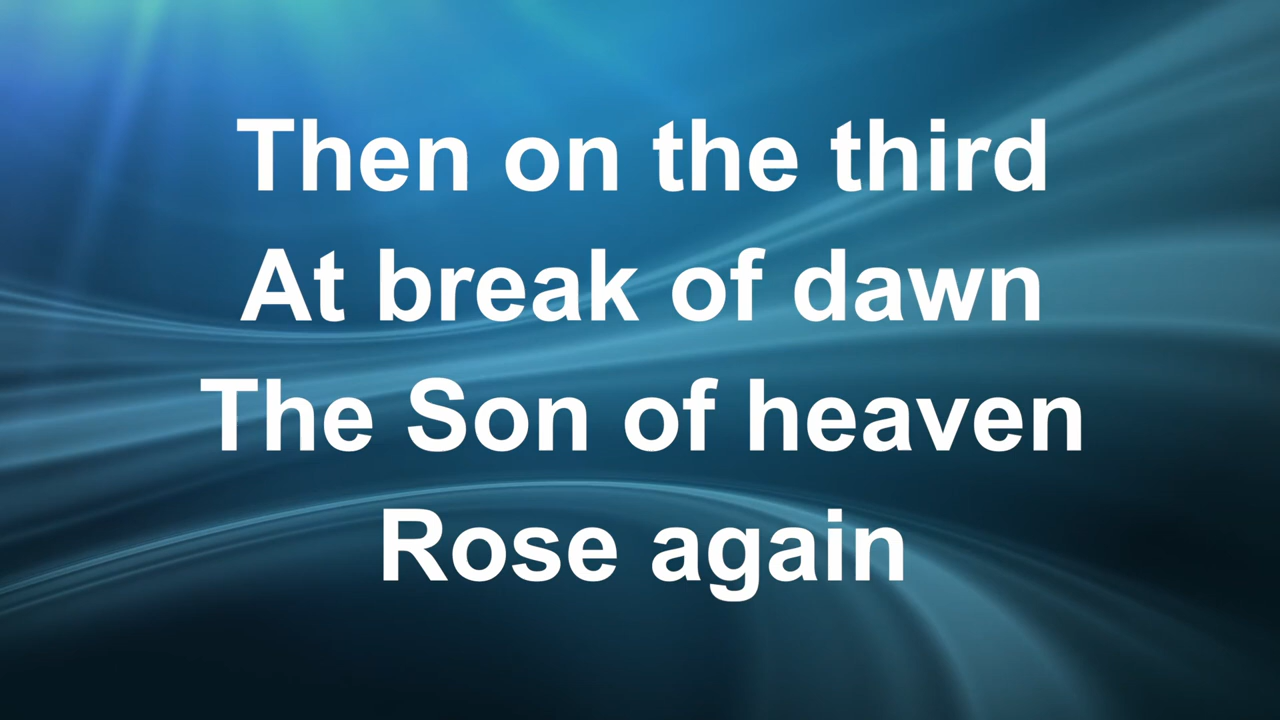 Then on the third
At break of dawn
The Son of heaven
Rose again